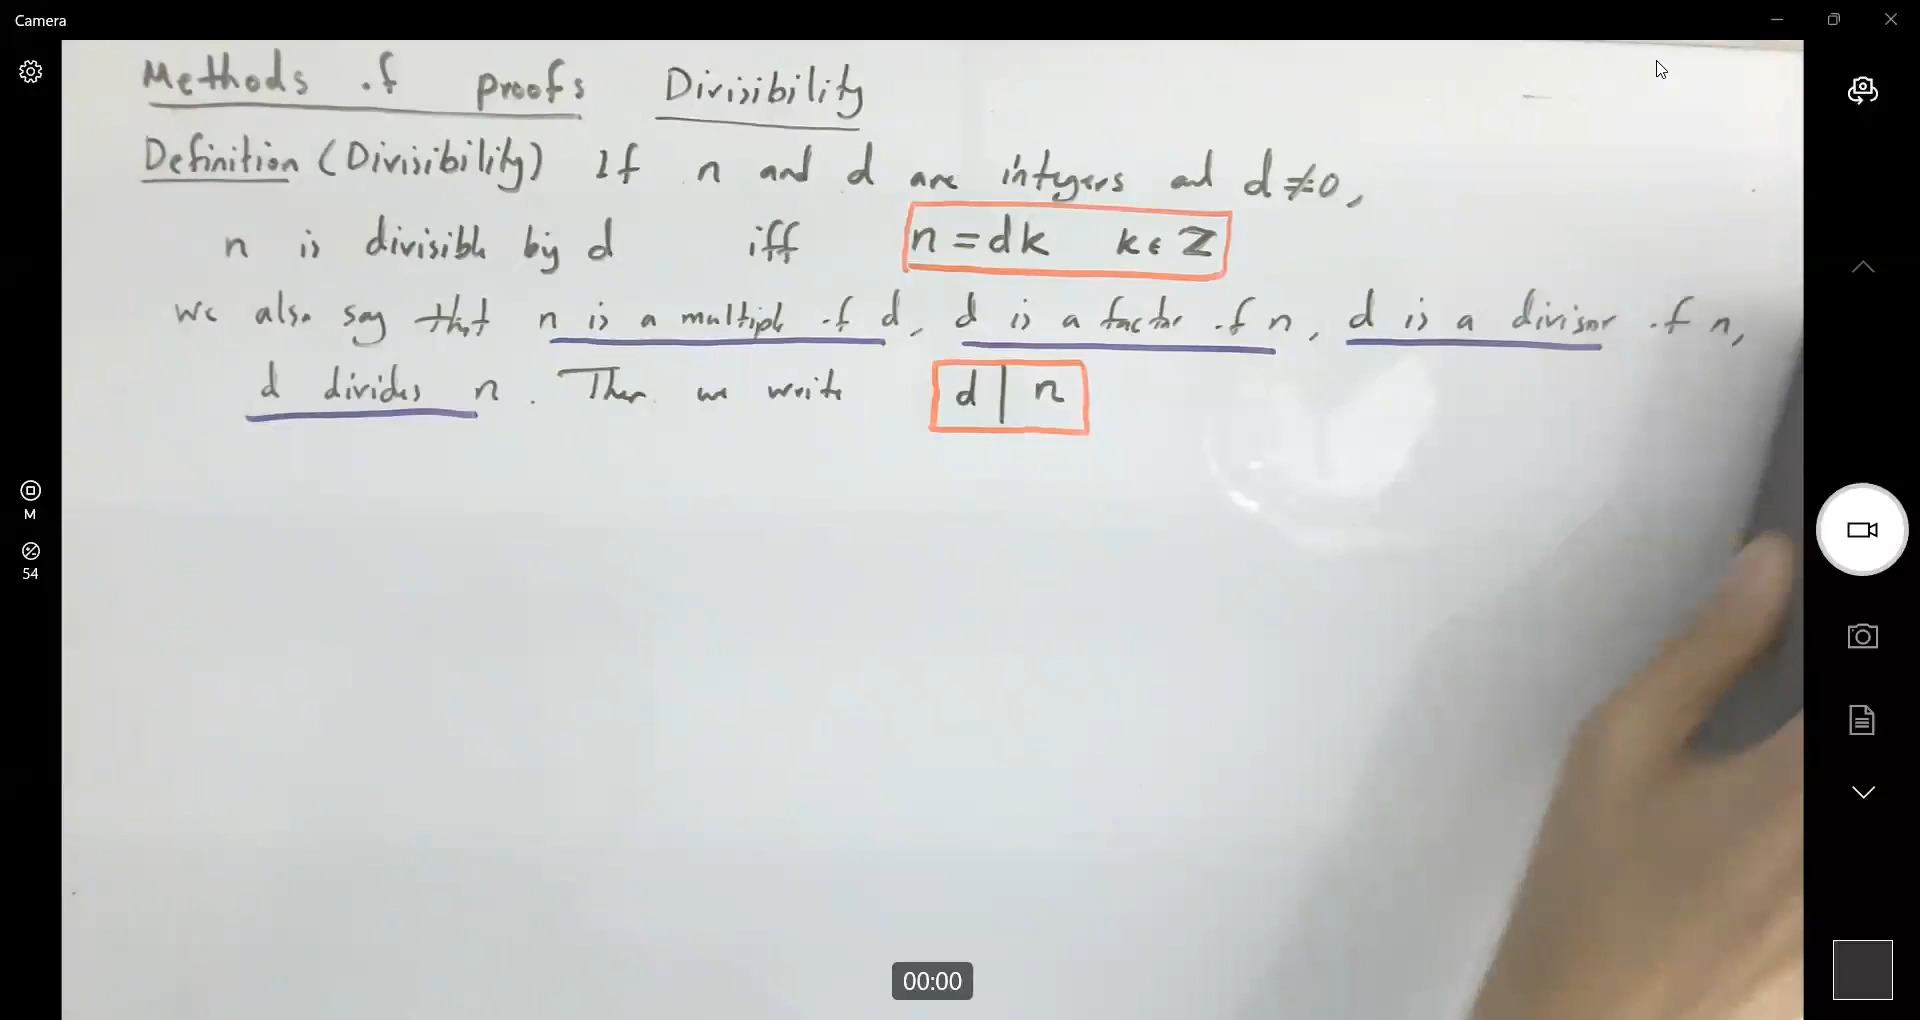 Camera
Methods of proofs Divisibility
Definition (Divisibility) If n and d are integers and d ≠ 0,
n is divisible by d iff n = dk k ∈ Z
We also say that n is a multiple of d, d is a factor of n, d is a divisor of n,
d divides n. Then we write d | n
M
54
00:00